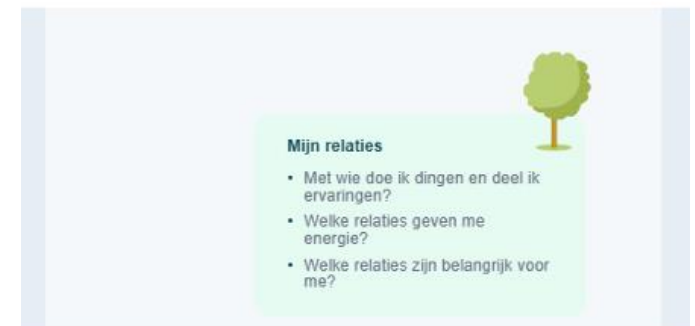 Mijn relaties
• Met wie doe ik dingen en deel ik
ervaringen?
• Welke relaties geven me
energie?
• Welke relaties zijn belangrijk voor
me?